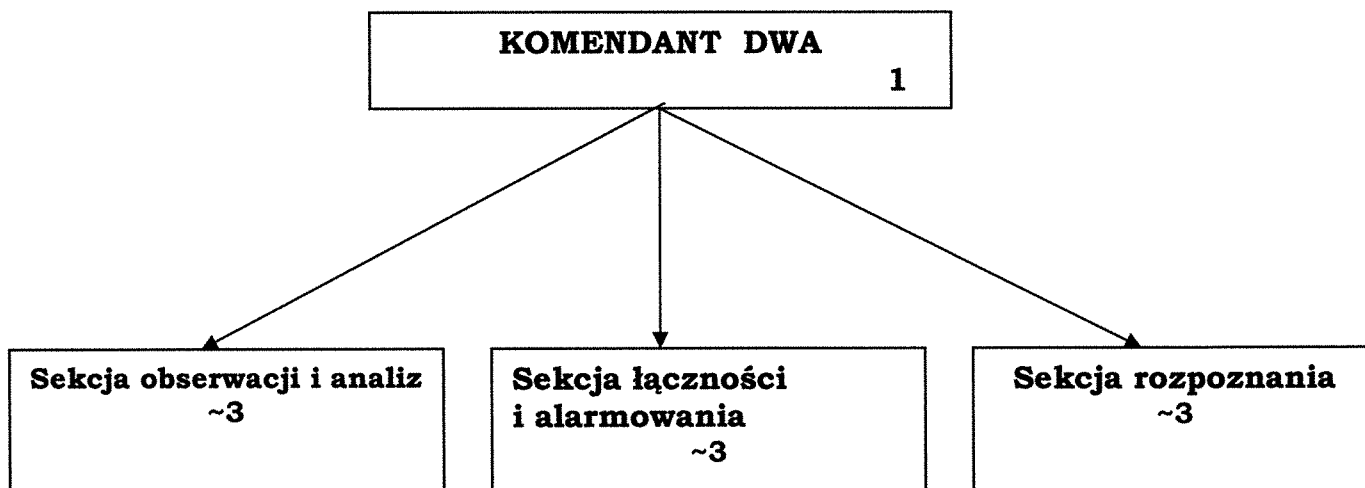 KOMENDANT DWA
1
Sekcja obserwacji i analiz
~3
Sekcja łączności
i alarmowania
~3
Sekcja rozpoznania
~3